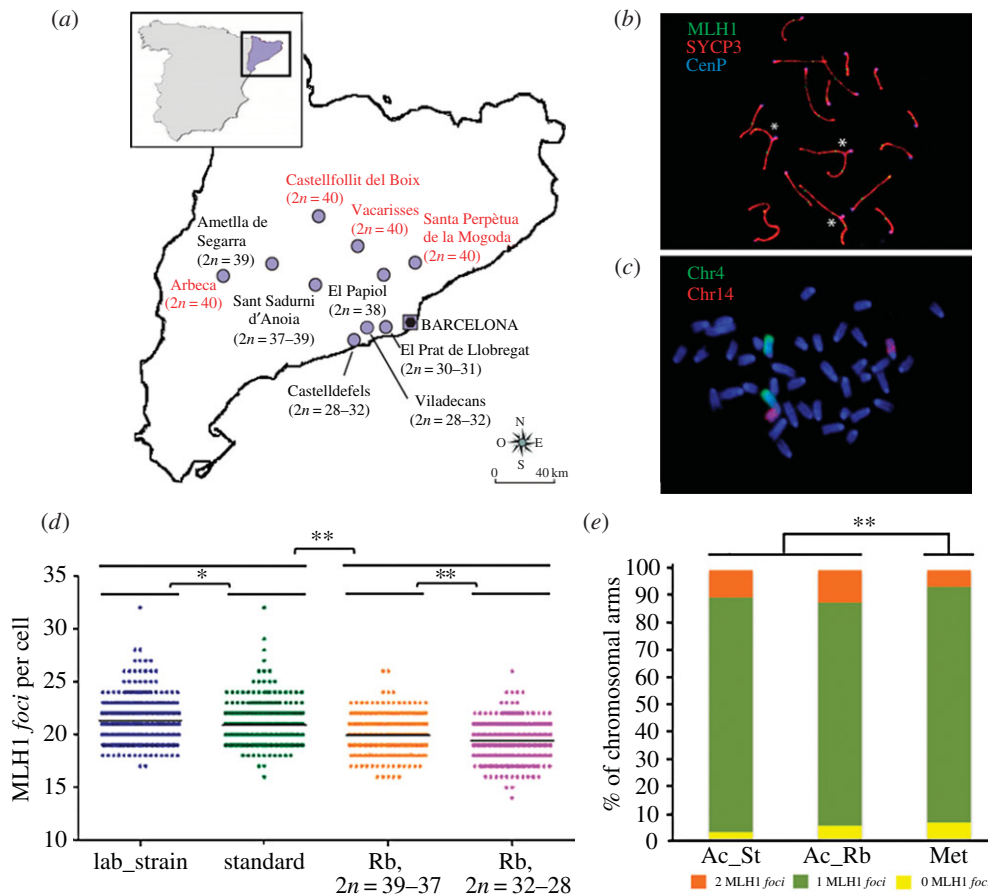 (a)
Castellfollit del Boix
(2n = 40)
Vacarisses
(2n = 40)
Santa Perpètua
de la Mogoda
(2n = 40)
Ametlla de
Segarra
(2n = 39)
Arbeca
(2n = 40)
Sant Sadurni
d'Anoia
(2n = 37–39)
El Papiol
(2n = 38)
BARCELONA
El Prat de Llobregat
(2n = 30–31)
Castelldefels
(2n = 28–32)
Viladecans
(2n = 28–32)
N
O E
S
0 40 km
(b)
MLH1
SYCP3
CenP
*
*
*
(c)
Chr4
Chr14
(d)
**
* **
MLH1 foci per cell
35
30
25
20
15
10
lab_strain standard Rb, Rb,
2n = 39–37 2n = 32–28
(e)
**
% of chromosomal arms
100
90
80
70
60
50
40
30
20
10
0
Ac_St Ac_Rb Met
2 MLH1 foci 1 MLH1 foci 0 MLH1 foc